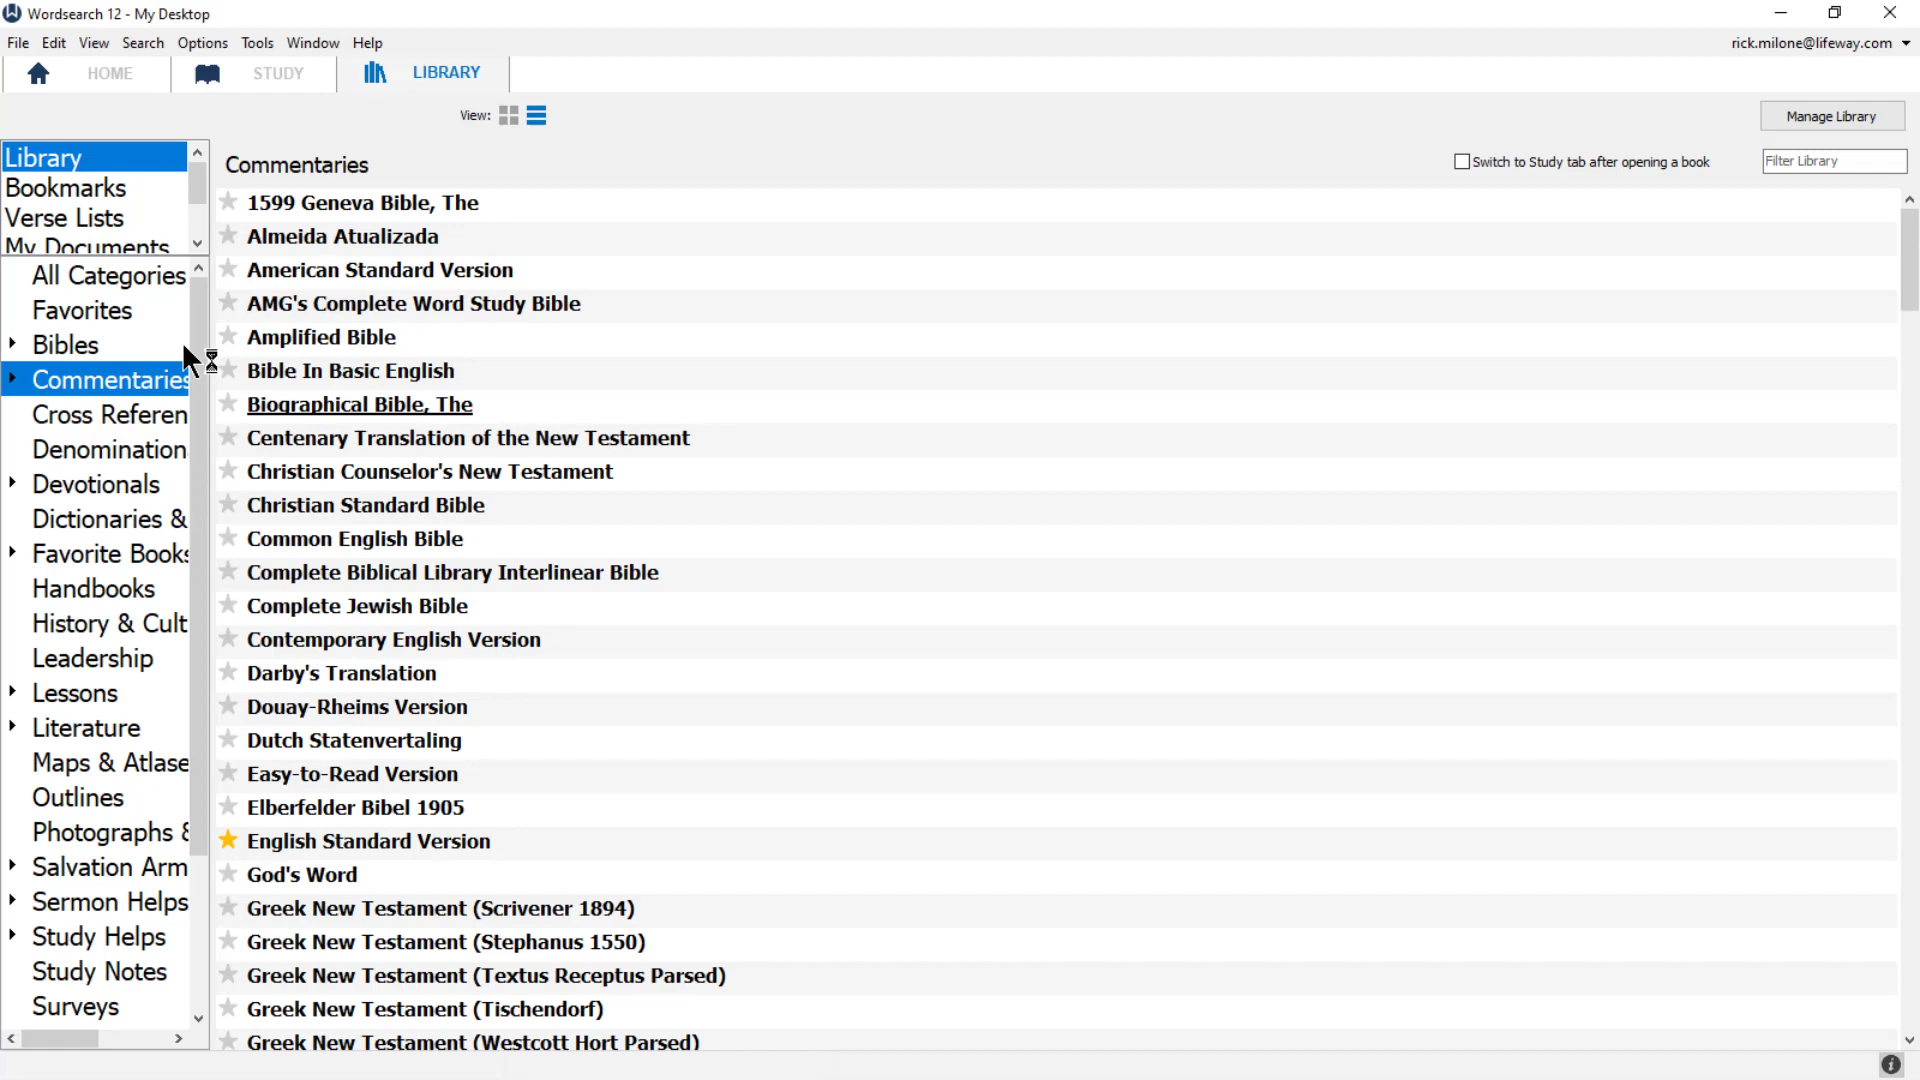 Wordsearch 12 - My Desktop
File Edit View Search Options Tools Window Help
rick.milone@lifeway.com
HOME
STUDY
LIBRARY
View:
Manage Library
Library
Bookmarks
Verse Lists
My Documents
All Categories
Favorites
Bibles
Commentaries
Cross Referen
Denomination
Devotionals
Dictionaries &
Favorite Books
Handbooks
History & Cult
Leadership
Lessons
Literature
Maps & Atlase
Outlines
Photographs &
Salvation Arm
Sermon Helps
Study Helps
Study Notes
Surveys
Commentaries
Switch to Study tab after opening a book
Filter Library
1599 Geneva Bible, The
Almeida Atualizada
American Standard Version
AMG's Complete Word Study Bible
Amplified Bible
Bible In Basic English
Biographical Bible, The
Centenary Translation of the New Testament
Christian Counselor's New Testament
Christian Standard Bible
Common English Bible
Complete Biblical Library Interlinear Bible
Complete Jewish Bible
Contemporary English Version
Darby's Translation
Douay-Rheims Version
Dutch Statenvertaling
Easy-to-Read Version
Elberfelder Bibel 1905
English Standard Version
God's Word
Greek New Testament (Scrivener 1894)
Greek New Testament (Stephanus 1550)
Greek New Testament (Textus Receptus Parsed)
Greek New Testament (Tischendorf)
Greek New Testament (Westcott Hort Parsed)